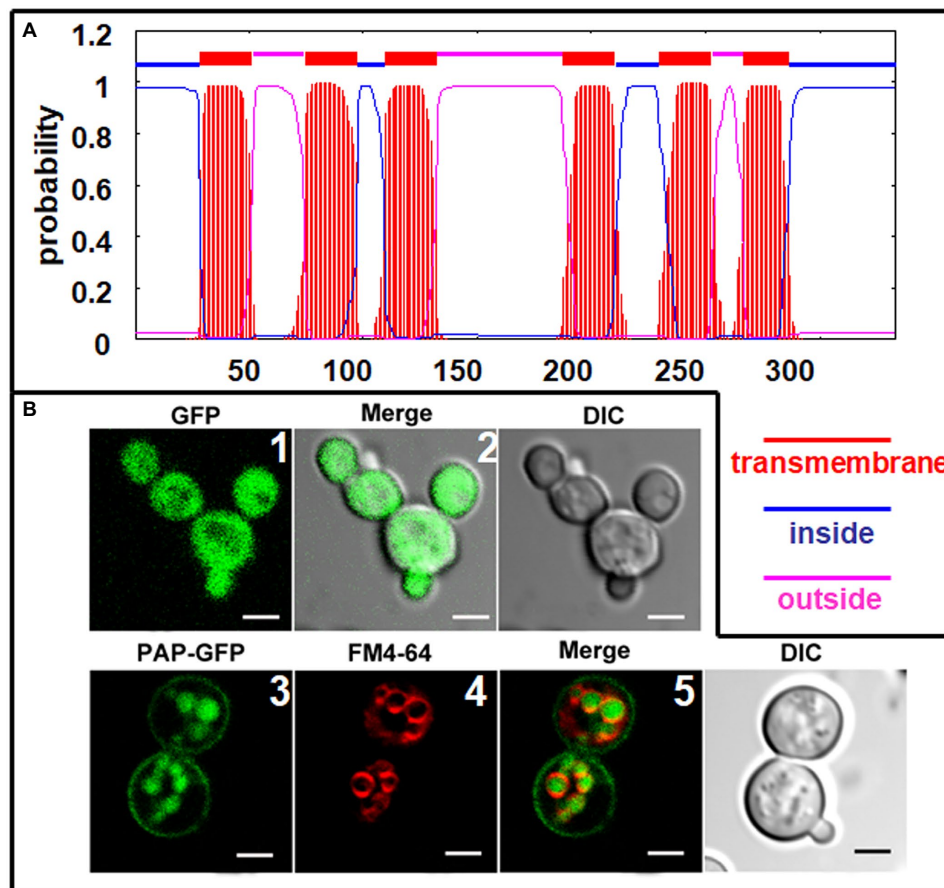 A
1.2
1
0.8
0.6
0.4
0.2
0
probability
50 100 150 200 250 300
B
GFP Merge DIC
1 2
transmembrane
inside
outside
PAP-GFP FM4-64 Merge DIC
3 4 5